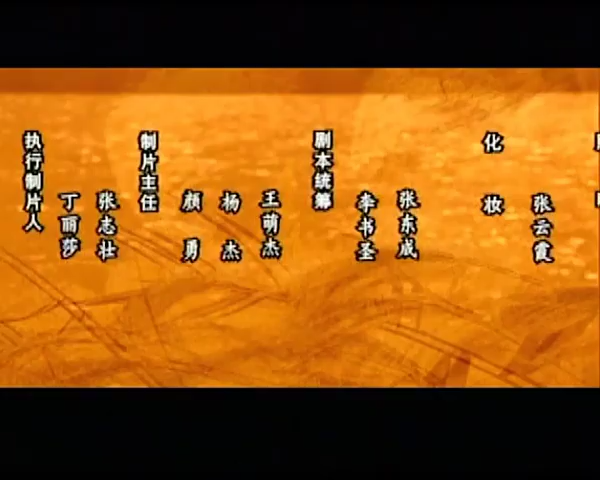 执行制片人
丁丽莎
张志壮
制片主任
颜勇
杨杰
王萌杰
剧本统筹
李书圣
张东成
化妆
张云霞